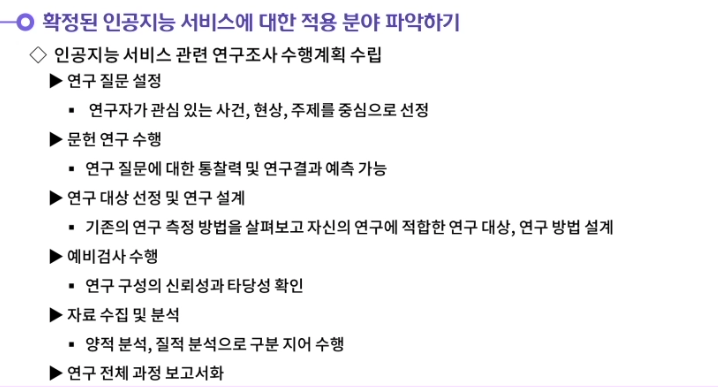 확정된 인공지능 서비스에 대한 적용 분야 파악하기
◇ 인공지능 서비스 관련 연구조사 수행계획 수립
▶ 연구 질문 설정
▪ 연구자가 관심 있는 사건, 현상, 주제를 중심으로 선정
▶ 문헌 연구 수행
▪ 연구 질문에 대한 통찰력 및 연구결과 예측 가능
▶ 연구 대상 선정 및 연구 설계
▪ 기존의 연구 측정 방법을 살펴보고 자신의 연구에 적합한 연구 대상, 연구 방법 설계
▶ 예비검사 수행
▪ 연구 구성의 신뢰성과 타당성 확인
▶ 자료 수집 및 분석
▪ 양적 분석, 질적 분석으로 구분 지어 수행
▶ 연구 전체 과정 보고서화